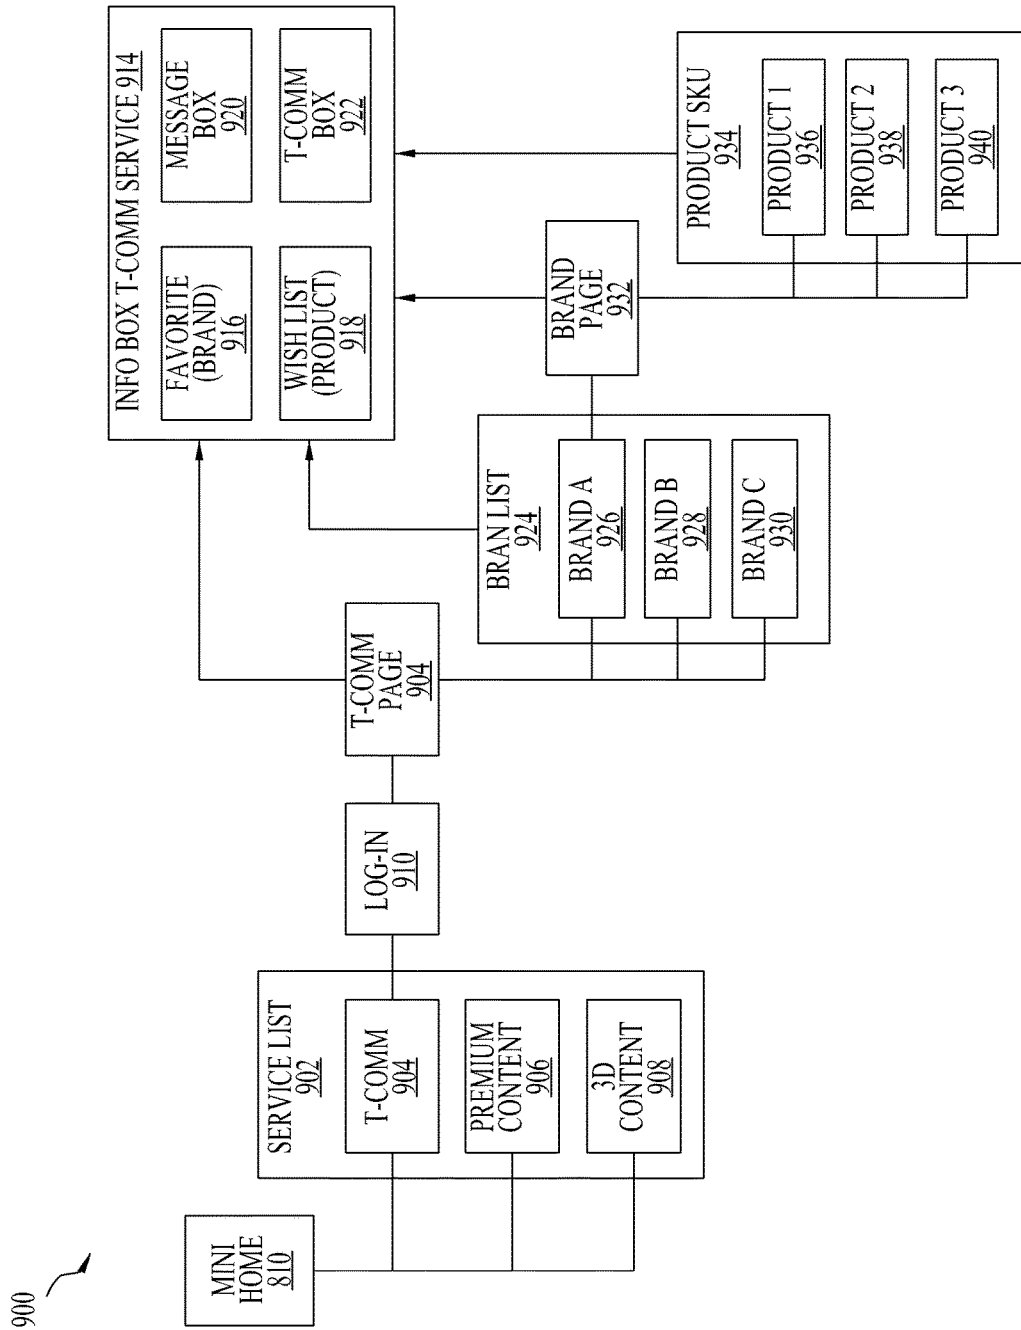 900
MINI
HOME
810
SERVICE LIST
902
T-COMM
904
PREMIUM
CONTENT
906
3D
CONTENT
908
LOG-IN
910
T-COMM
PAGE
904
BRAN LIST
924
BRAND A
926
BRAND B
928
BRAND C
930
BRAND
PAGE
932
INFO BOX T-COMM SERVICE 914
FAVORITE
(BRAND)
916
MESSAGE
BOX
920
WISH LIST
(PRODUCT)
918
T-COMM
BOX
922
PRODUCT SKU
934
PRODUCT 1
936
PRODUCT 2
938
PRODUCT 3
940